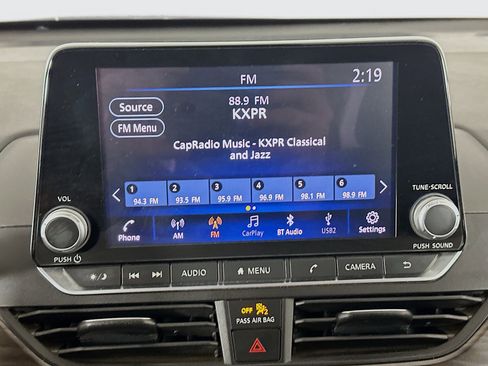 FM
2:19
Source
88.9 FM
KXPR
FM Menu
CapRadio Music - KXPR Classical
and Jazz
1 2 3 4 5 6
94.3 FM 93.5 FM 95.9 FM 96.9 FM 98.1 FM 98.9 FM
Phone AM FM CarPlay BT Audio USB2 Settings
VOL
PUSH
TUNE·SCROLL
PUSH SOUND
AUDIO MENU CAMERA
OFF 2
PASS AIR BAG